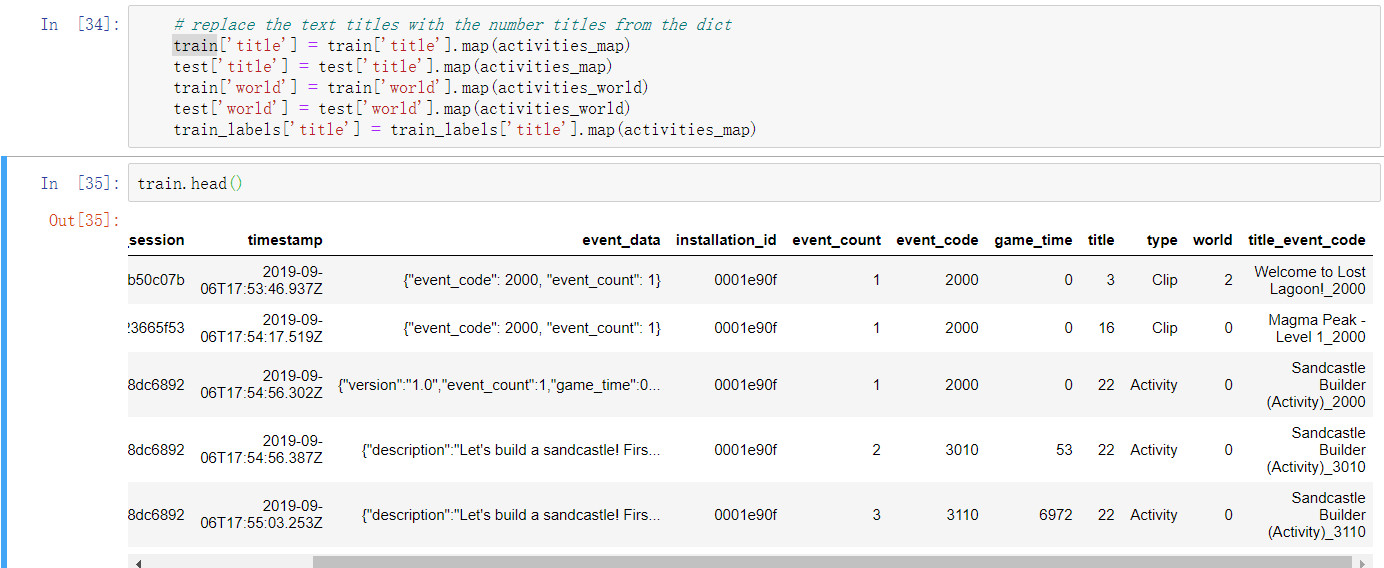 In [34]:
# replace the text titles with the number titles from the dict
train['title'] = train['title'].map(activities_map)
test['title'] = test['title'].map(activities_map)
train['world'] = train['world'].map(activities_world)
test['world'] = test['world'].map(activities_world)
train_labels['title'] = train_labels['title'].map(activities_map)
In [35]:
train.head()
Out[35]:
_session timestamp event_data installation_id event_count event_code game_time title type world title_event_code
b50c07b 2019-09-06T17:53:46.937Z {"event_code": 2000, "event_count": 1} 0001e90f 1 2000 0 3 Clip 2 Welcome to Lost Lagoon!_2000
23665f53 2019-09-06T17:54:17.519Z {"event_code": 2000, "event_count": 1} 0001e90f 1 2000 0 16 Clip 0 Magma Peak - Level 1_2000
8dc6892 2019-09-06T17:54:56.302Z {"version":"1.0","event_count":1,"game_time":0... 0001e90f 1 2000 0 22 Activity 0 Sandcastle Builder (Activity)_2000
8dc6892 2019-09-06T17:54:56.387Z {"description":"Let's build a sandcastle! Firs... 0001e90f 2 3010 53 22 Activity 0 Sandcastle Builder (Activity)_3010
8dc6892 2019-09-06T17:55:03.253Z {"description":"Let's build a sandcastle! Firs... 0001e90f 3 3110 6972 22 Activity 0 Sandcastle Builder (Activity)_3110